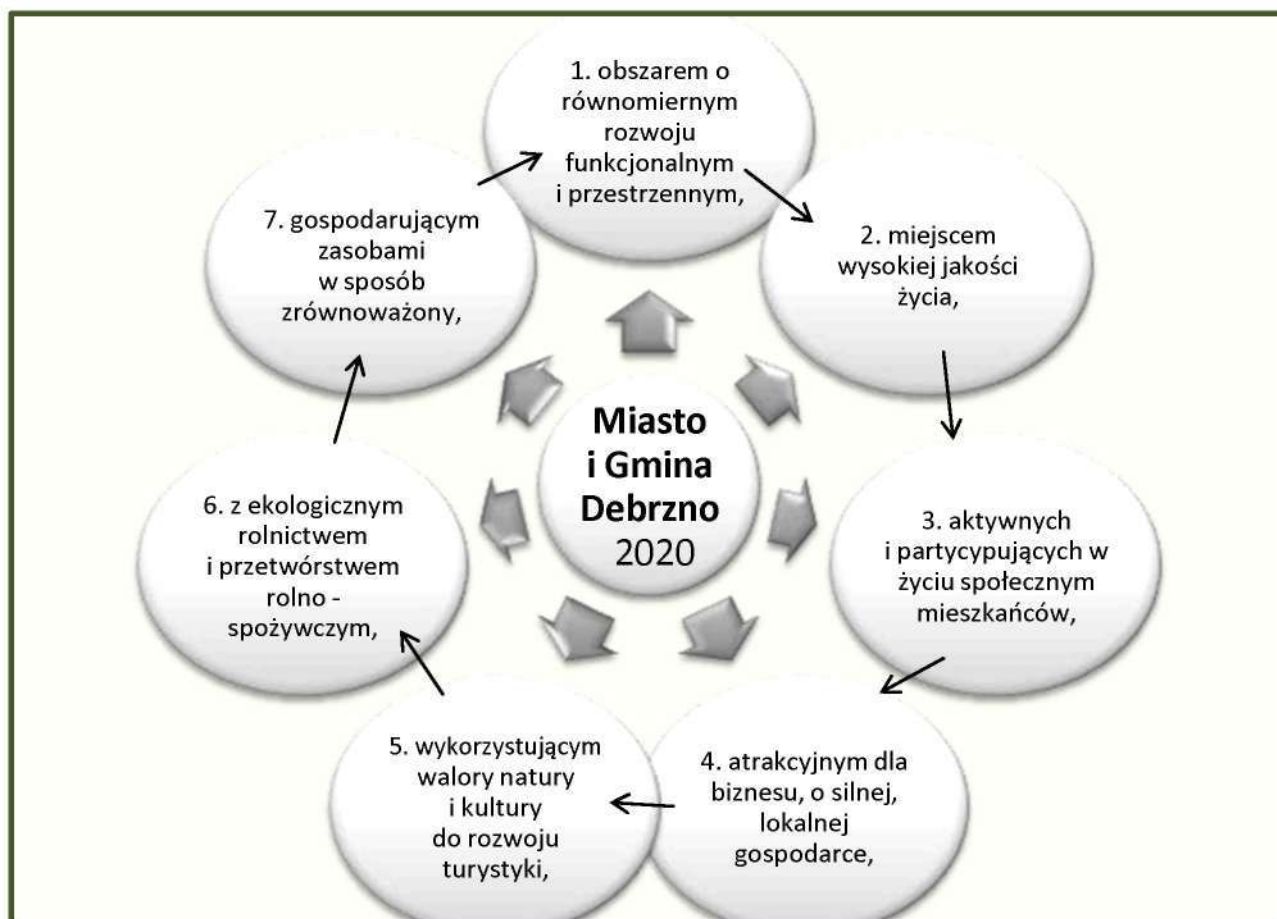 1. obszarem o
równomiernym
rozwoju
funkcjonalnym
i przestrzennym,
2. miejscem
wysokiej jakości
życia,
3. aktywnych
i partycypujących w
życiu społecznym
mieszkańców,
4. atrakcyjnym dla
biznesu, o silnej,
lokalnej
gospodarce,
5. wykorzystującym
walory natury
i kultury
do rozwoju
turystyki,
6. z ekologicznym
rolnictwem
i przetwórstwem
rolno -
spożywczym,
7. gospodarującym
zasobami
w sposób
zrównoważony,
Miasto
i Gmina
Debrzno
2020